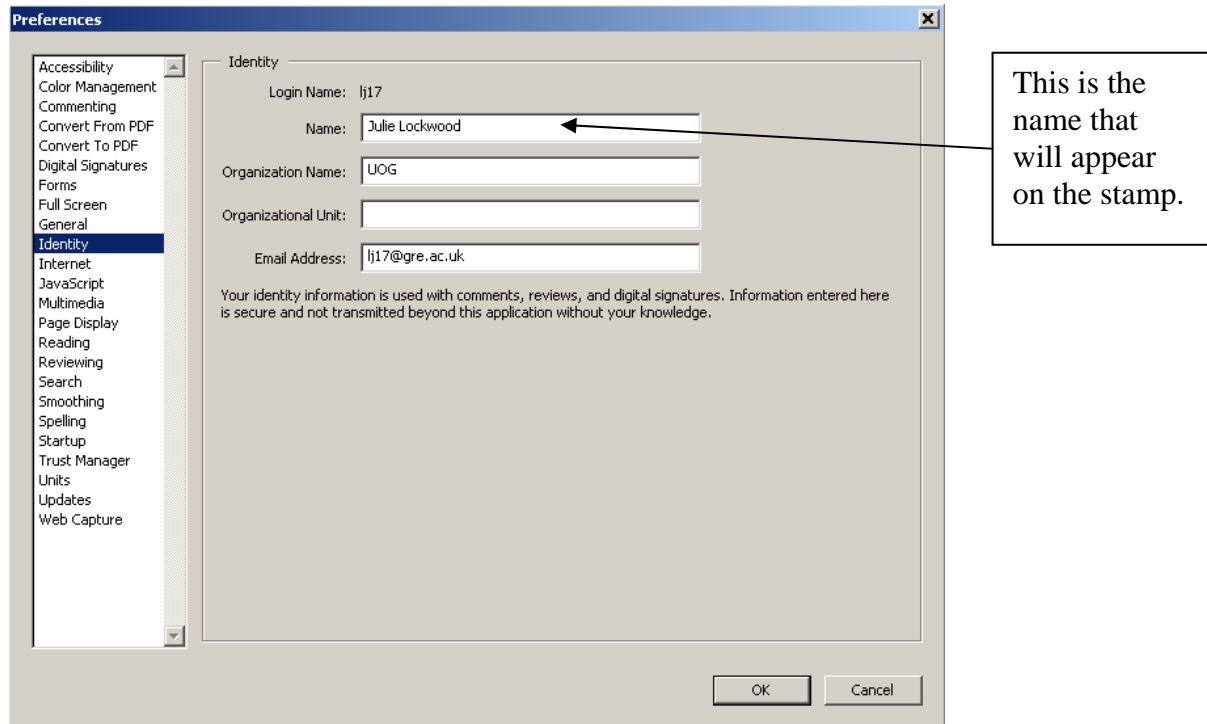 Preferences
Accessibility
Color Management
Commenting
Convert From PDF
Convert To PDF
Digital Signatures
Forms
Full Screen
General
Identity
Internet
JavaScript
Multimedia
Page Display
Reading
Reviewing
Search
Smoothing
Spelling
Startup
Trust Manager
Units
Updates
Web Capture
Identity
Login Name: lj17
Name: Julie Lockwood
Organization Name: UOG
Organizational Unit:
Email Address: lj17@gre.ac.uk
Your identity information is used with comments, reviews, and digital signatures. Information entered here
is secure and not transmitted beyond this application without your knowledge.
OK Cancel
This is the
name that
will appear
on the stamp.